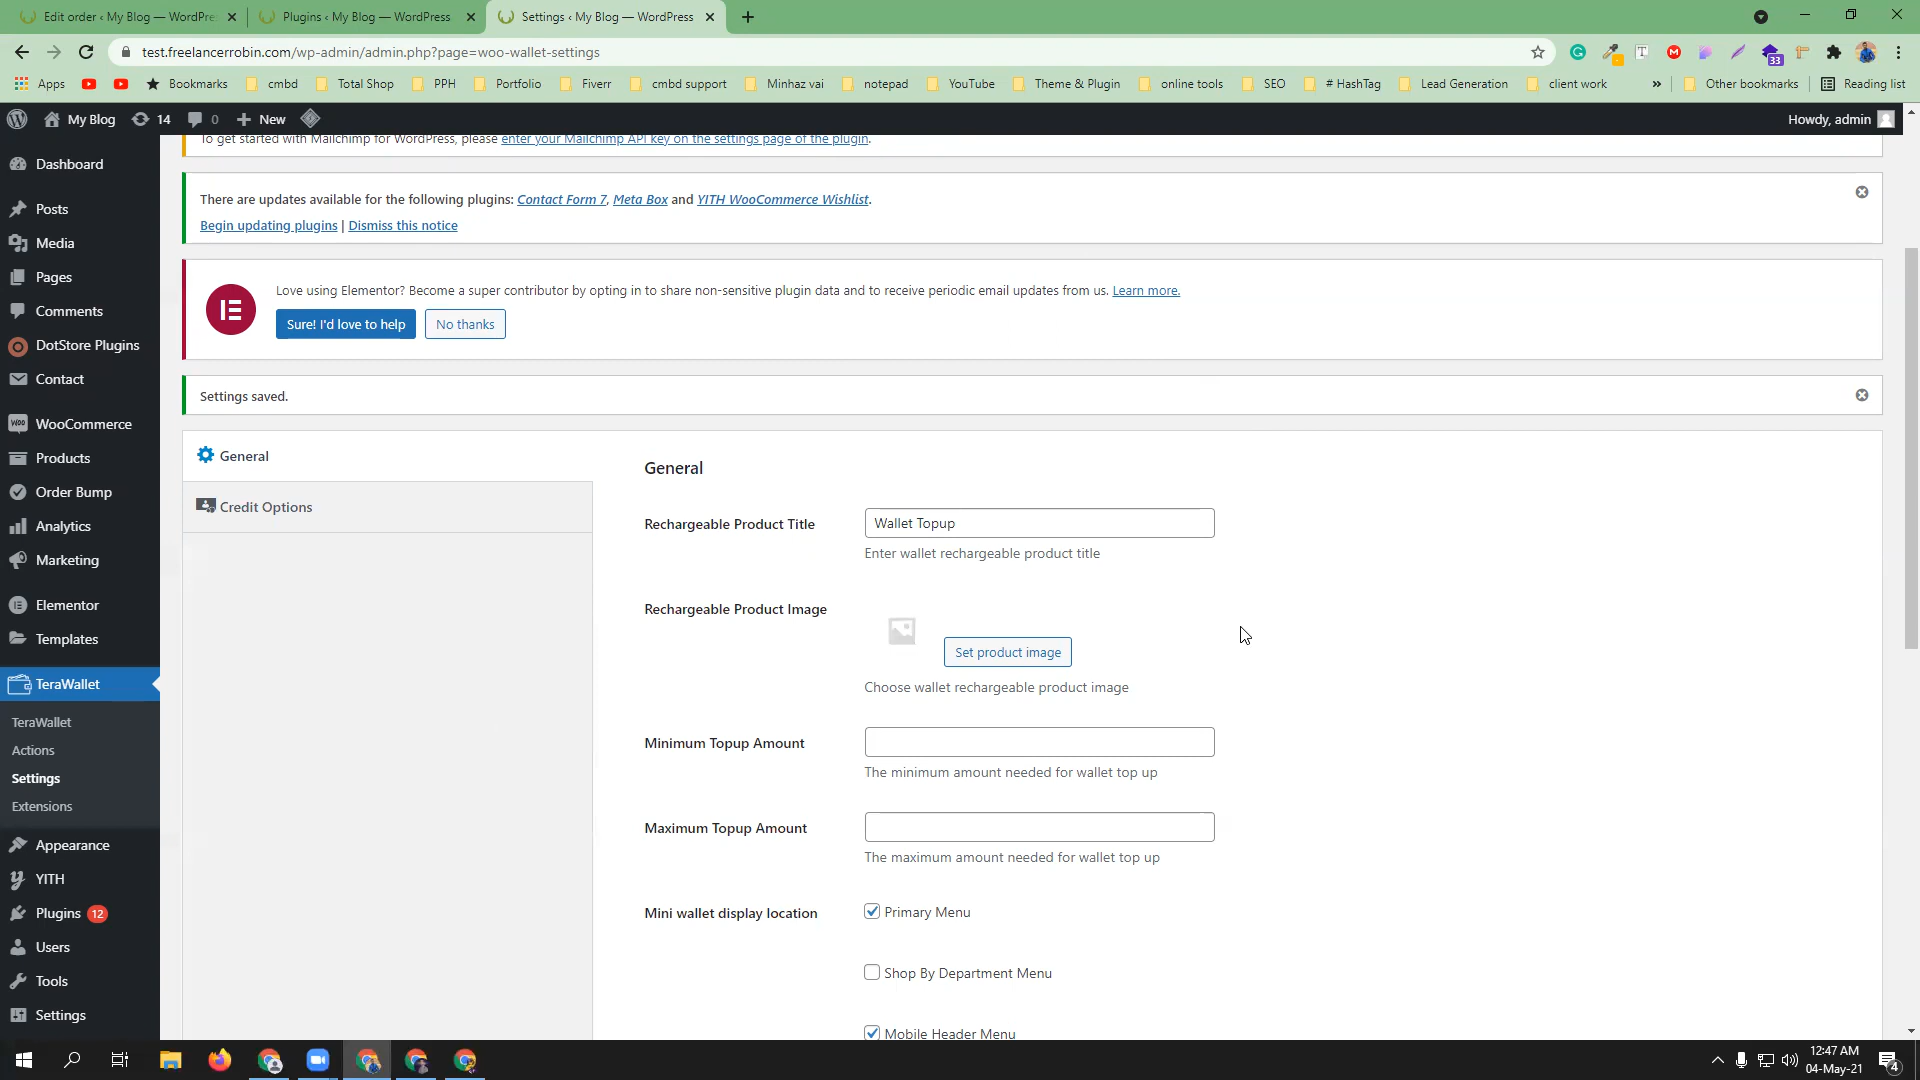 Edit order ‹ My Blog — WordPre
Plugins ‹ My Blog — WordPress
Settings ‹ My Blog — WordPress
test.freelancerrobin.com/wp-admin/admin.php?page=woo-wallet-settings
33
Apps
Bookmarks
cmbd
Total Shop
PPH
Portfolio
Fiverr
cmbd support
Minhaz vai
notepad
YouTube
Theme & Plugin
online tools
SEO
# HashTag
Lead Generation
client work
»
Other bookmarks
Reading list
My Blog
14
0
New
Howdy, admin
To get started with Mailchimp for WordPress, please enter your Mailchimp API key on the settings page of the plugin.
There are updates available for the following plugins: Contact Form 7, Meta Box and YITH WooCommerce Wishlist.
Begin updating plugins | Dismiss this notice
Love using Elementor? Become a super contributor by opting in to share non-sensitive plugin data and to receive periodic email updates from us. Learn more.
Sure! I'd love to help
No thanks
Settings saved.
Dashboard
Posts
Media
Pages
Comments
DotStore Plugins
Contact
WooCommerce
Products
Order Bump
Analytics
Marketing
Elementor
Templates
TeraWallet
TeraWallet
Actions
Settings
Extensions
Appearance
YITH
Plugins 12
Users
Tools
Settings
General
Credit Options
General
Rechargeable Product Title
Wallet Topup
Enter wallet rechargeable product title
Rechargeable Product Image
Set product image
Choose wallet rechargeable product image
Minimum Topup Amount
The minimum amount needed for wallet top up
Maximum Topup Amount
The maximum amount needed for wallet top up
Mini wallet display location
Primary Menu
Shop By Department Menu
Mobile Header Menu
12:47 AM
04-May-21
4